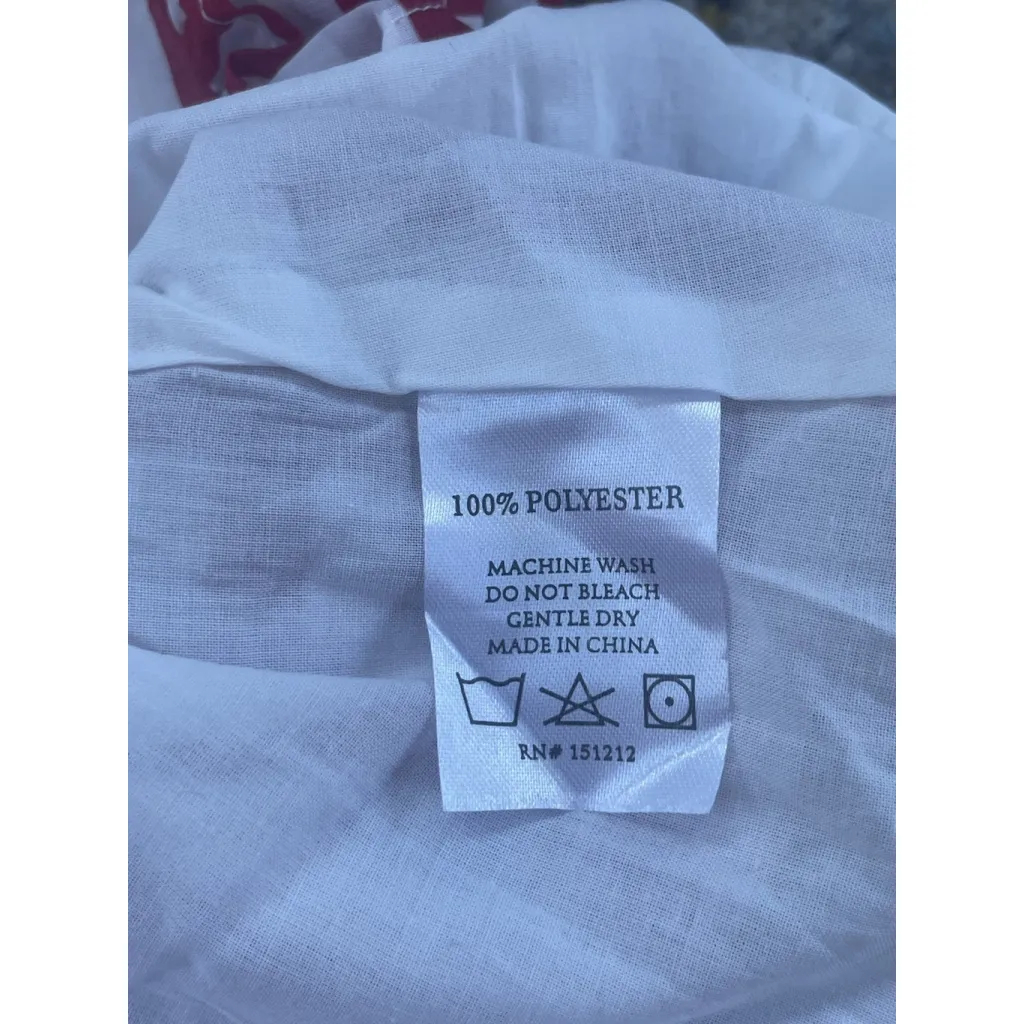 100% POLYESTER
MACHINE WASH
DO NOT BLEACH
GENTLE DRY
MADE IN CHINA
RN# 151212